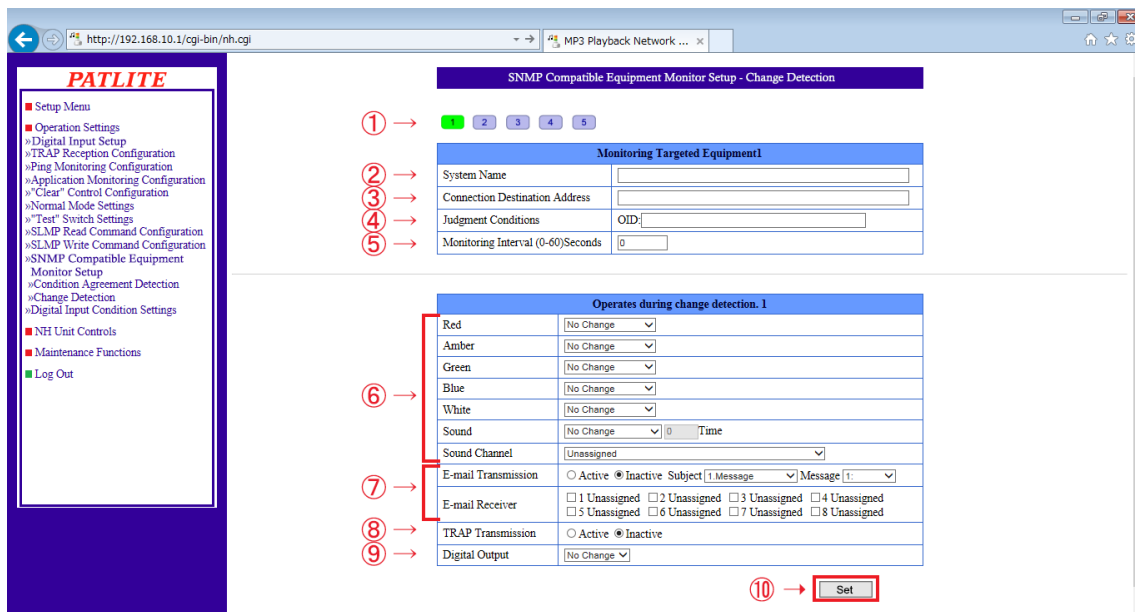 http://192.168.10.1/cgi-bin/nh.cgi
MP3 Playback Network ...
PATLITE
Setup Menu
Operation Settings
»Digital Input Setup
»TRAP Reception Configuration
»Ping Monitoring Configuration
»Application Monitoring Configuration
»"Clear" Control Configuration
»Normal Mode Settings
»"Test" Switch Settings
»SLMP Read Command Configuration
»SLMP Write Command Configuration
»SNMP Compatible Equipment
Monitor Setup
»Condition Agreement Detection
»Change Detection
»Digital Input Condition Settings
NH Unit Controls
Maintenance Functions
Log Out
SNMP Compatible Equipment Monitor Setup - Change Detection
① → 1 2 3 4 5
Monitoring Targeted Equipment1
② → System Name
③ → Connection Destination Address
④ → Judgment Conditions OID:
⑤ → Monitoring Interval (0-60)Seconds 0
Operates during change detection. 1
Red No Change
Amber No Change
Green No Change
⑥ → Blue No Change
White No Change
Sound No Change 0 Time
Sound Channel Unassigned
⑦ → E-mail Transmission Active Inactive Subject 1.Message Message 1:
E-mail Receiver 1 Unassigned 2 Unassigned 3 Unassigned 4 Unassigned
5 Unassigned 6 Unassigned 7 Unassigned 8 Unassigned
⑧ → TRAP Transmission Active Inactive
⑨ → Digital Output No Change
⑩ → Set